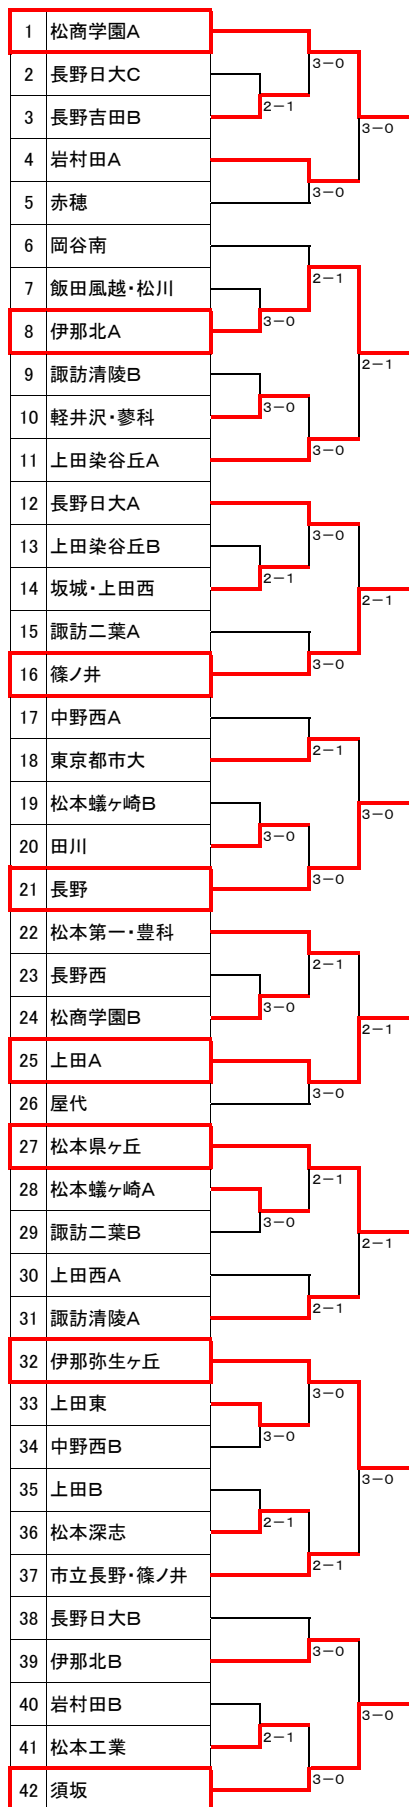 1 松商学園A
3-0
2 長野日大C
2-1
3 長野吉田B
3-0
4 岩村田A
3-0
5 赤穂
6 岡谷南
2-1
7 飯田風越・松川
3-0
8 伊那北A
2-1
9 諏訪清陵B
3-0
10 軽井沢・蓼科
3-0
11 上田染谷丘A
12 長野日大A
3-0
13 上田染谷丘B
2-1
14 坂城・上田西
2-1
15 諏訪二葉A
3-0
16 篠ノ井
17 中野西A
2-1
18 東京都市大
19 松本蟻ヶ崎B
3-0
3-0
20 田川
3-0
21 長野
22 松本第一・豊科
2-1
23 長野西
3-0
24 松商学園B
2-1
25 上田A
3-0
26 屋代
27 松本県ヶ丘
2-1
28 松本蟻ヶ崎A
3-0
29 諏訪二葉B
2-1
30 上田西A
2-1
31 諏訪清陵A
32 伊那弥生ヶ丘
3-0
33 上田東
3-0
34 中野西B
3-0
35 上田B
2-1
36 松本深志
2-1
37 市立長野・篠ノ井
38 長野日大B
3-0
39 伊那北B
40 岩村田B
3-0
2-1
41 松本工業
3-0
42 須坂